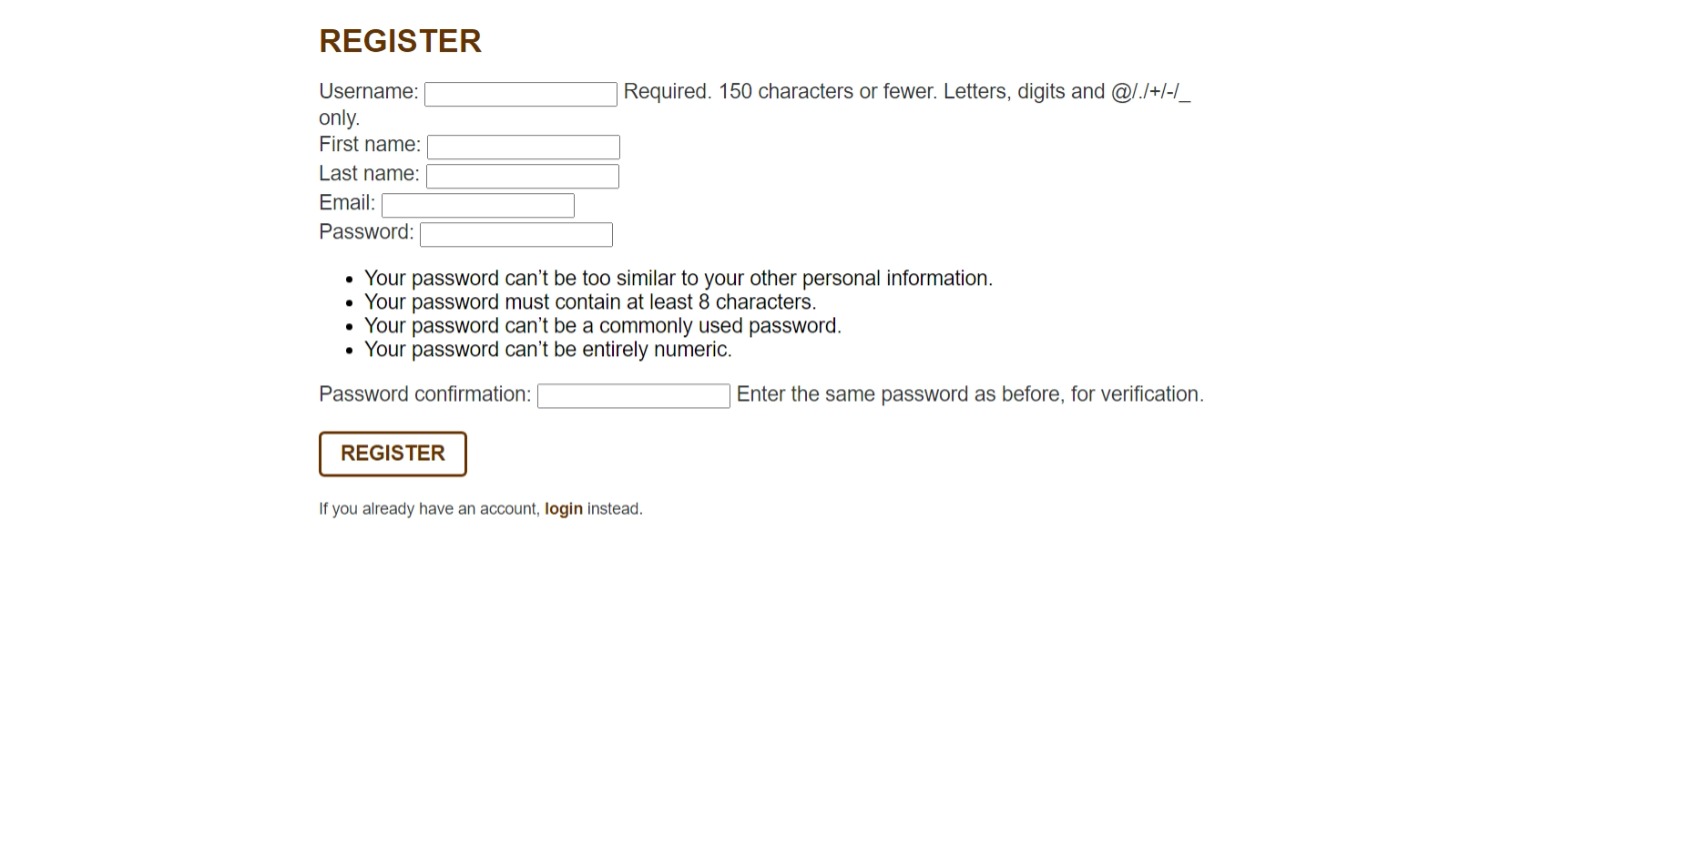 REGISTER
Username: Required. 150 characters or fewer. Letters, digits and @/./+/-/_
only.
First name:
Last name:
Email:
Password:
• Your password can’t be too similar to your other personal information.
• Your password must contain at least 8 characters.
• Your password can’t be a commonly used password.
• Your password can’t be entirely numeric.
Password confirmation: Enter the same password as before, for verification.
REGISTER
If you already have an account, login instead.